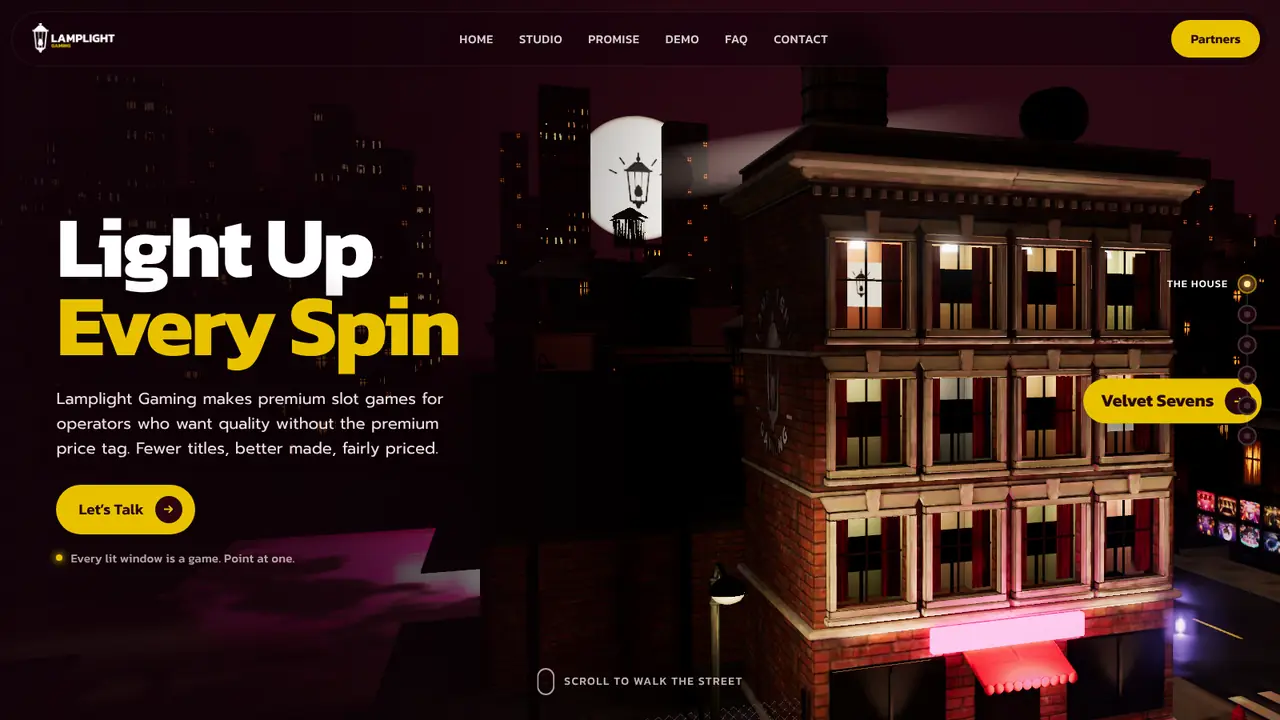 LAMPLIGHT
GAMING
HOME STUDIO PROMISE DEMO FAQ CONTACT
Partners
Light Up
Every Spin
Lamplight Gaming makes premium slot games for
operators who want quality without the premium
price tag. Fewer titles, better made, fairly priced.
Let's Talk
Every lit window is a game. Point at one.
THE HOUSE
Velvet Sevens
SCROLL TO WALK THE STREET